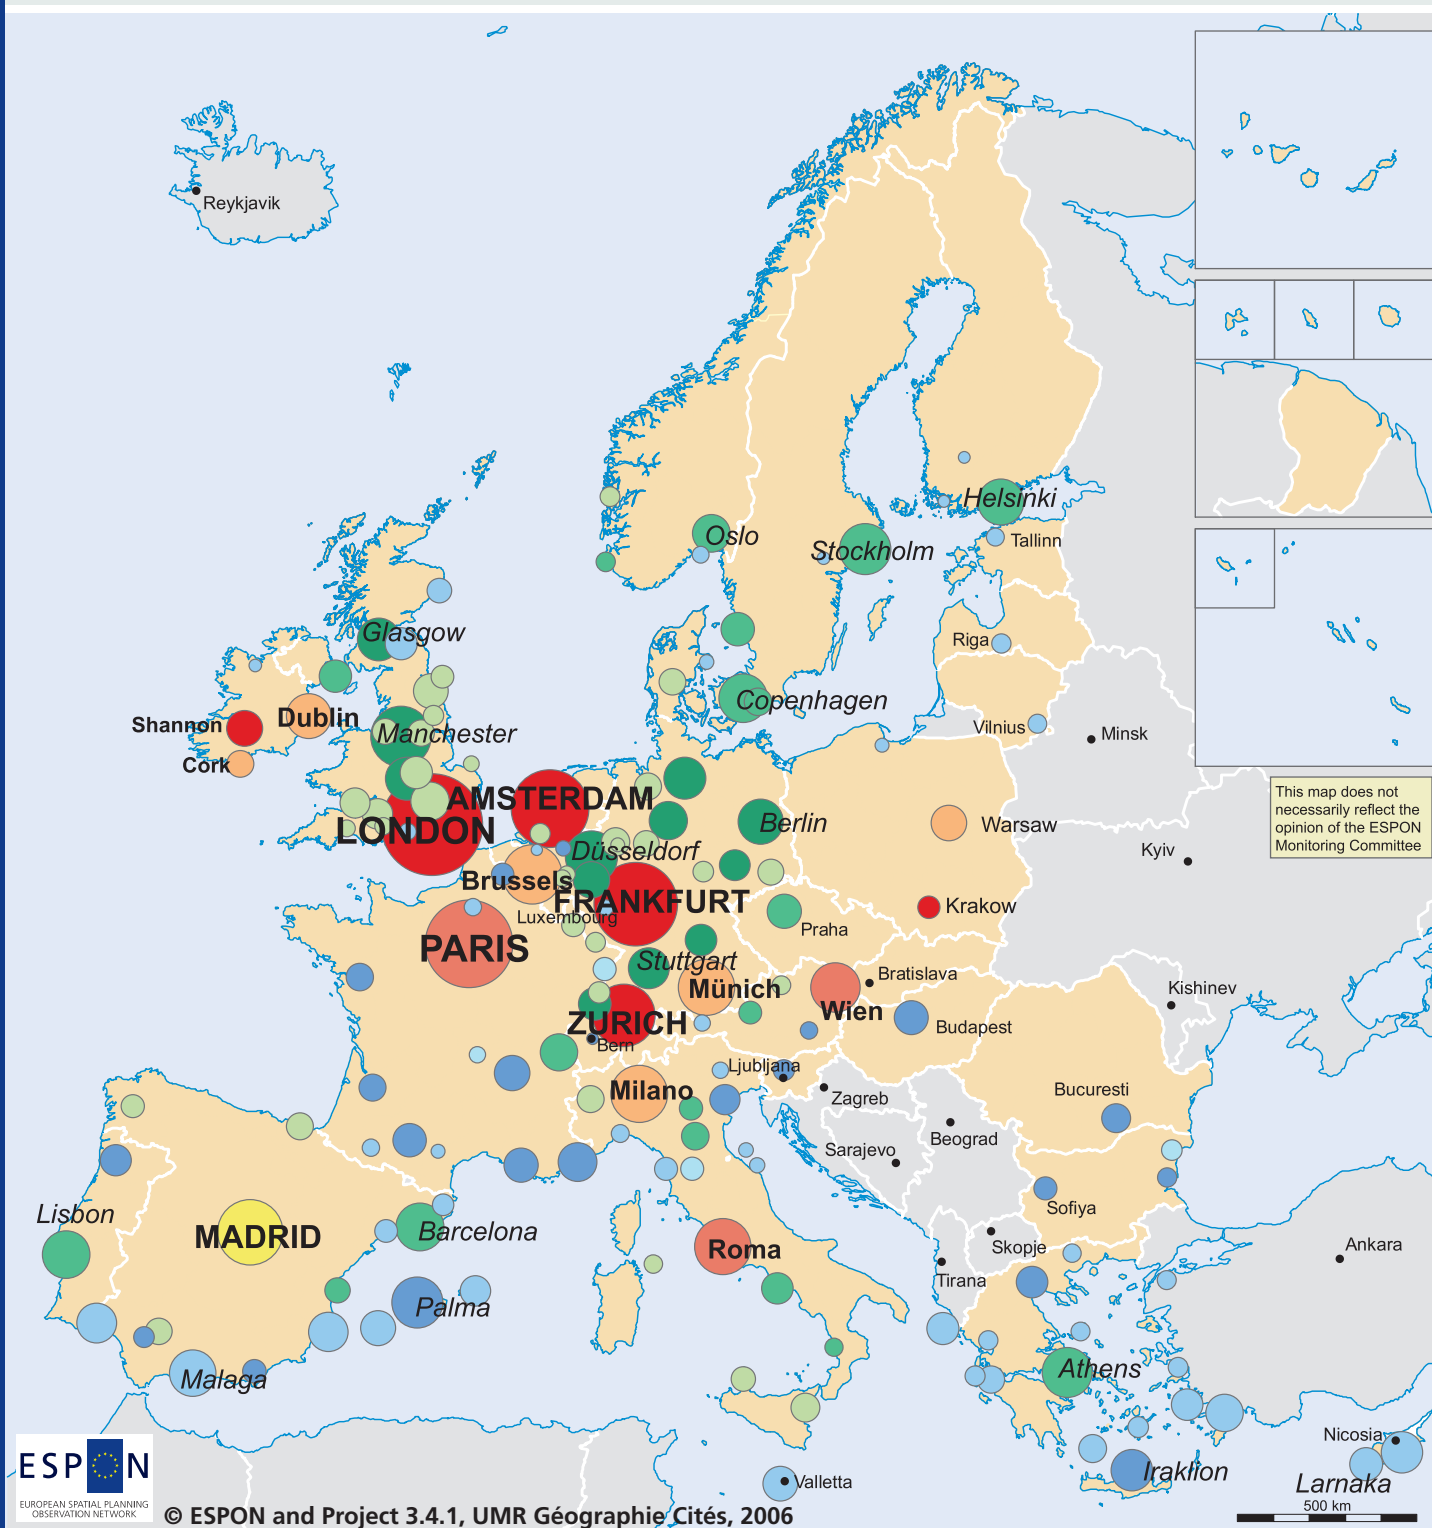 Reykjavik
Helsinki
Oslo
Stockholm
Tallinn
Glasgow
Riga
Copenhagen
Shannon
Dublin
Manchester
Vilnius
Minsk
Cork
This map does not
necessarily reflect the
opinion of the ESPON
Monitoring Committee
AMSTERDAM
LONDON
Berlin
Warsaw
Kyiv
Düsseldorf
Brussels
FRANKFURT
Krakow
Luxembourg
Praha
PARIS
Stuttgart
Bratislava
Münich
Kishinev
Wien
ZURICH
Budapest
Bern
Ljubljana
Milano
Zagreb
Bucuresti
Beograd
Sarajevo
Lisbon
Sofiya
MADRID
Barcelona
Roma
Skopje
Ankara
Tirana
Palma
Malaga
Athens
Nicosia
Iraklion
Larnaka
Valletta
500 km
ESPON
EUROPEAN SPATIAL PLANNING
OBSERVATION NETWORK
© ESPON and Project 3.4.1, UMR Géographie Cités, 2006